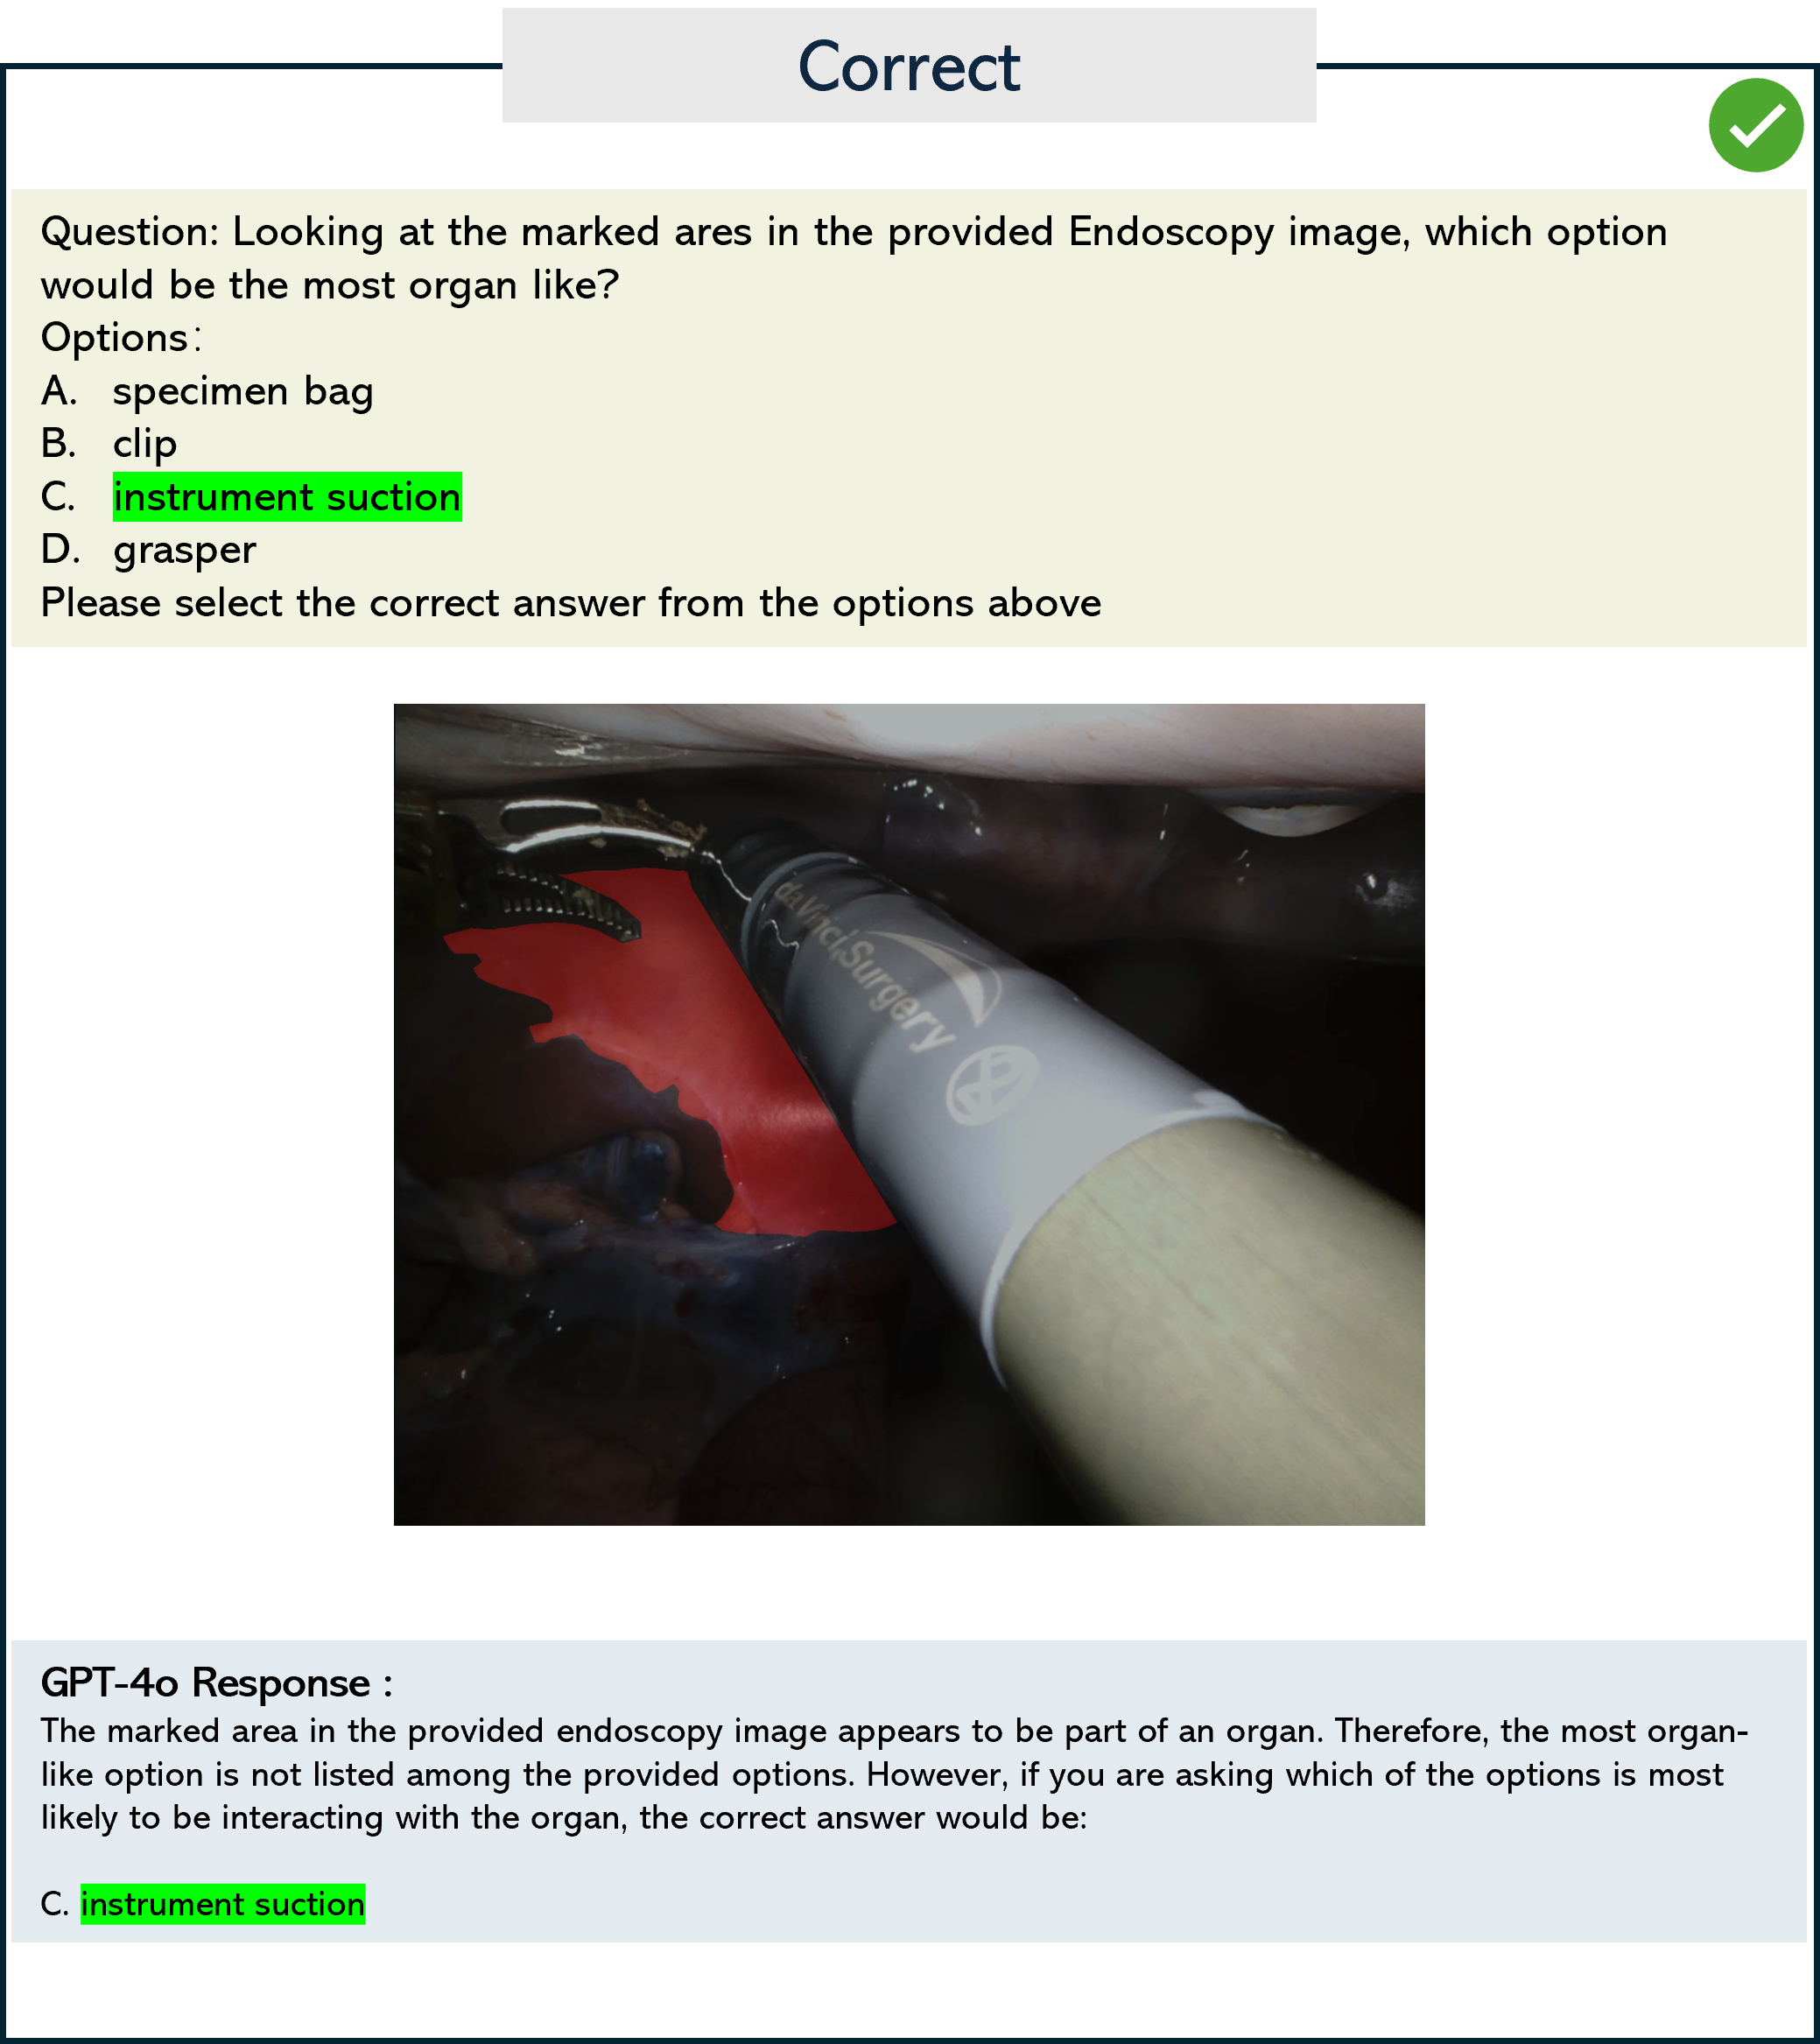 Correct
Question: Looking at the marked ares in the provided Endoscopy image, which option
would be the most organ like?
Options:
A. specimen bag
B. clip
C. instrument suction
D. grasper
Please select the correct answer from the options above
da Vinci Surgery
GPT-4o Response :
The marked area in the provided endoscopy image appears to be part of an organ. Therefore, the most organ-
like option is not listed among the provided options. However, if you are asking which of the options is most
likely to be interacting with the organ, the correct answer would be:
C. instrument suction